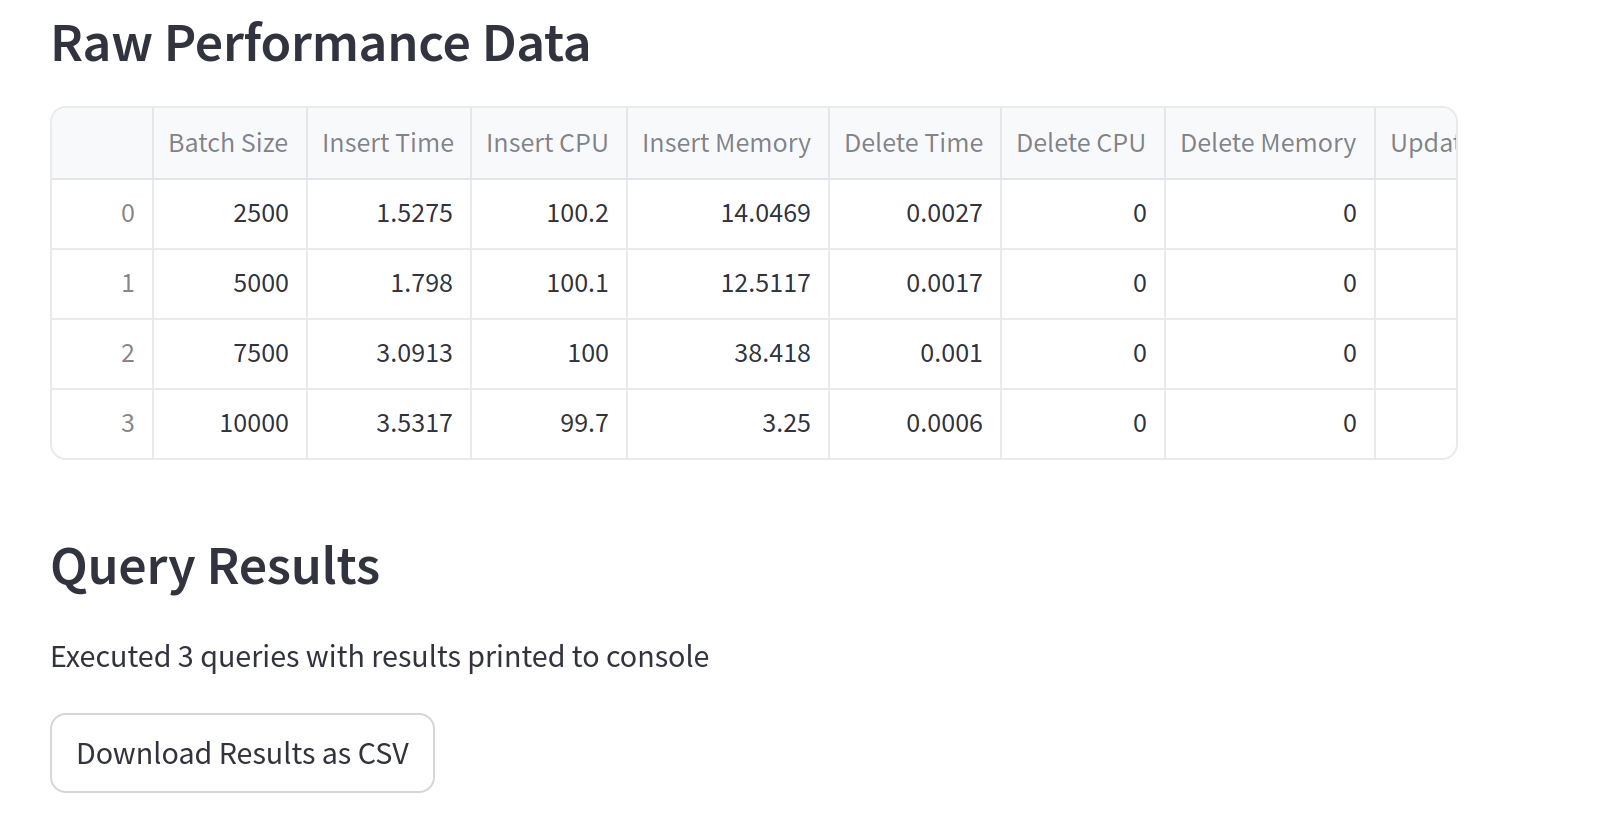 Raw Performance Data
Batch Size Insert Time Insert CPU Insert Memory Delete Time Delete CPU Delete Memory
0 2500 1.5275 100.2 14.0469 0.0027 0 0
1 5000 1.798 100.1 12.5117 0.0017 0 0
2 7500 3.0913 100 38.418 0.001 0 0
3 10000 3.5317 99.7 3.25 0.0006 0 0
Query Results
Executed 3 queries with results printed to console
Download Results as CSV